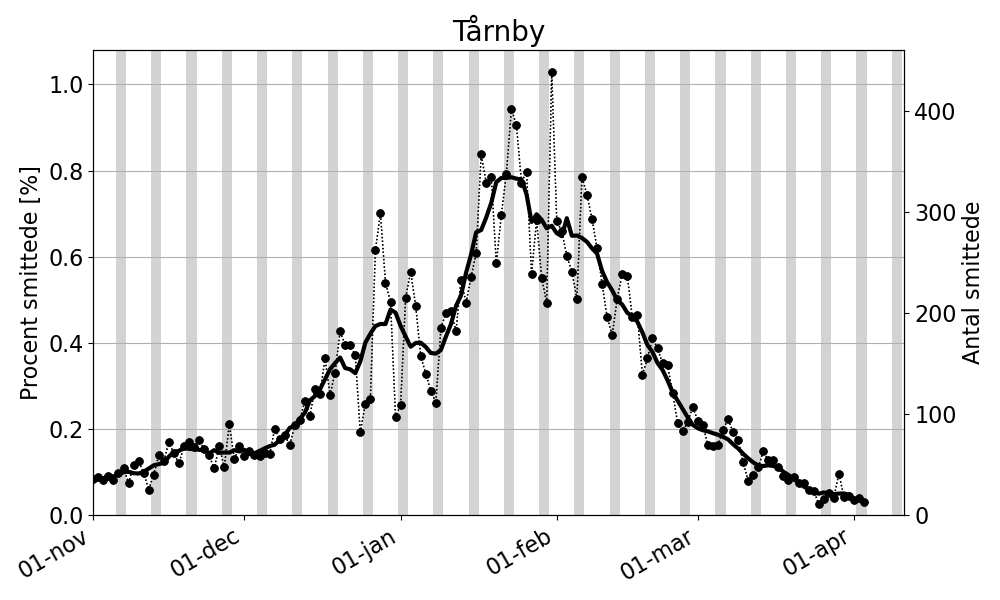 Tårnby
Procent smittede [%]
1.0
0.8
0.6
0.4
0.2
0.0
400
300
200
100
0
Antal smittede
01-nov
01-dec
01-jan
01-feb
01-mar
01-apr